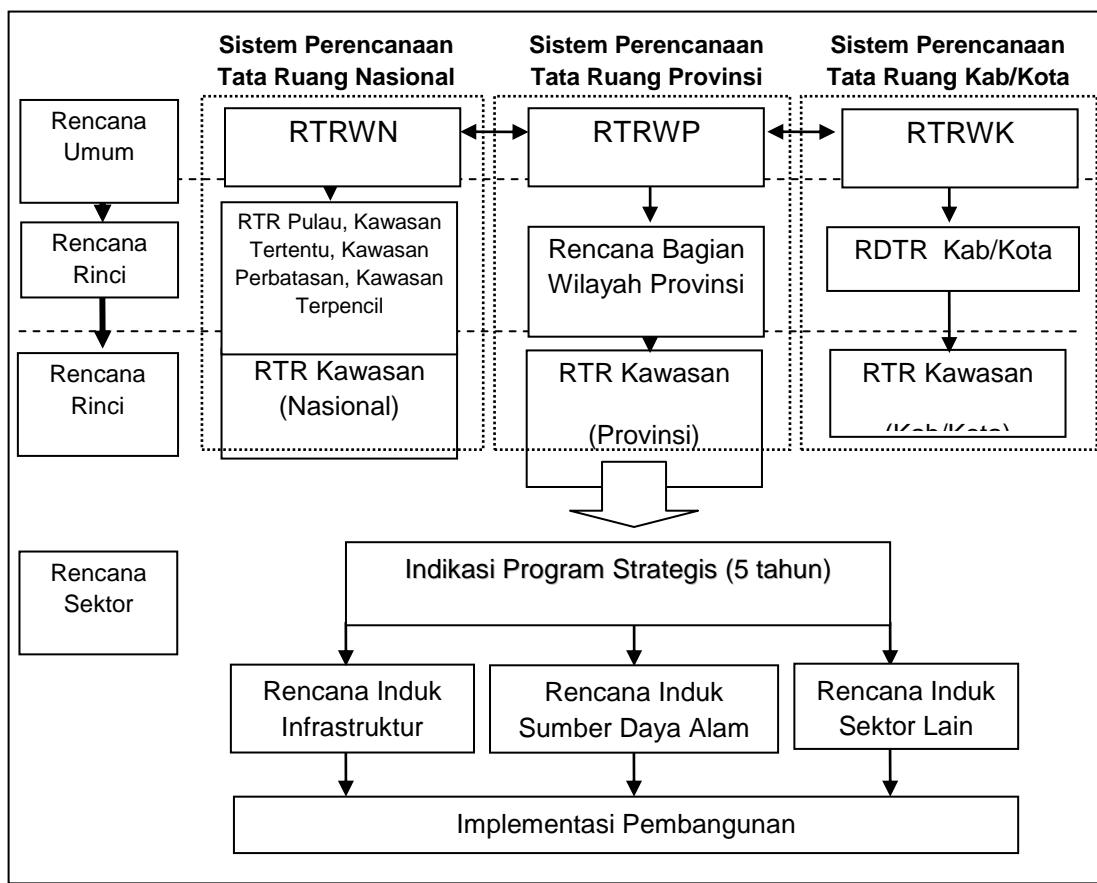 Sistem Perencanaan
Tata Ruang Nasional
Sistem Perencanaan
Tata Ruang Provinsi
Sistem Perencanaan
Tata Ruang Kab/Kota
Rencana
Umum
RTRWN
RTRWP
RTRWK
Rencana
Rinci
RTR Pulau, Kawasan
Tertentu, Kawasan
Perbatasan, Kawasan
Terpencil
Rencana Bagian
Wilayah Provinsi
RDTR Kab/Kota
Rencana
Rinci
RTR Kawasan
(Nasional)
RTR Kawasan
(Provinsi)
RTR Kawasan
(Kab/Kota)
Rencana
Sektor
Indikasi Program Strategis (5 tahun)
Rencana Induk
Infrastruktur
Rencana Induk
Sumber Daya Alam
Rencana Induk
Sektor Lain
Implementasi Pembangunan